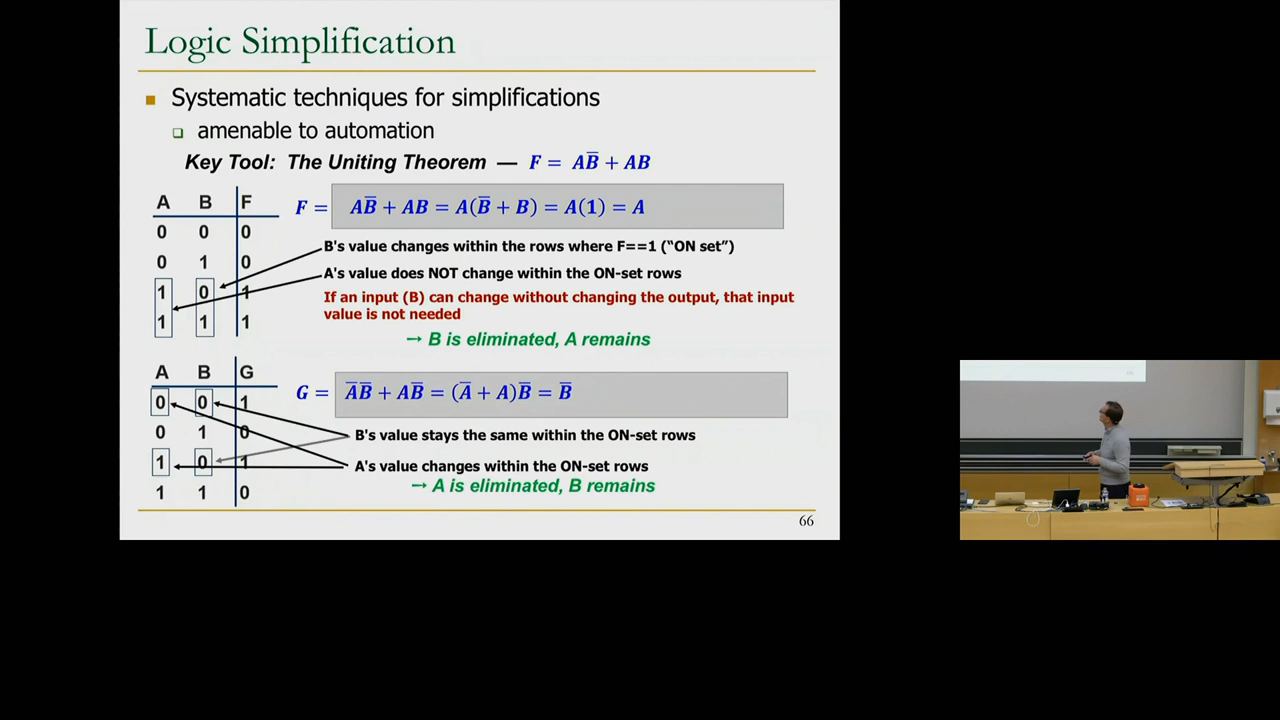 Logic Simplification
Systematic techniques for simplifications
amenable to automation
Key Tool: The Uniting Theorem — F = AB̅ + AB
A B F
0 0 0
0 1 0
1 0 1
1 1 1
F = AB̅ + AB = A(B̅ + B) = A(1) = A
B's value changes within the rows where F==1 ("ON set")
A's value does NOT change within the ON-set rows
If an input (B) can change without changing the output, that input
value is not needed
→ B is eliminated, A remains
A B G
0 0 1
0 1 0
1 0 1
1 1 0
G = A̅B̅ + AB̅ = (A̅ + A)B̅ = B̅
B's value stays the same within the ON-set rows
A's value changes within the ON-set rows
→ A is eliminated, B remains
66